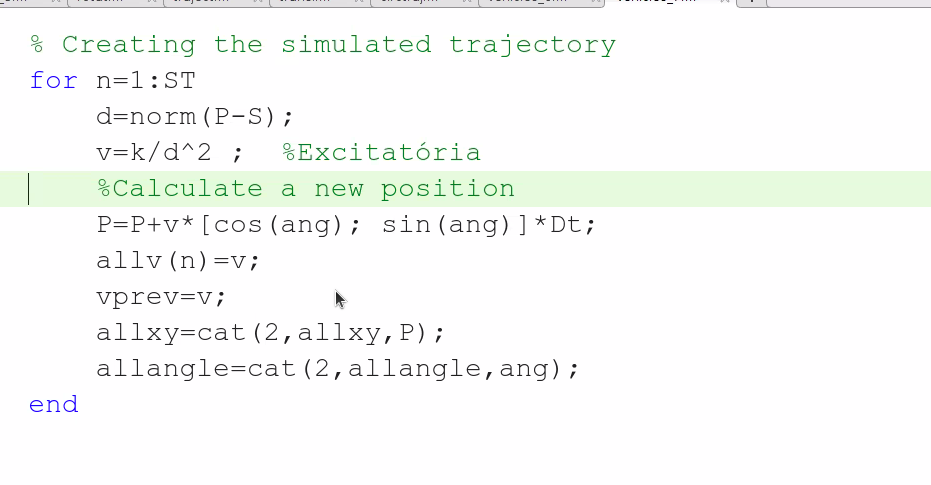 % Creating the simulated trajectory
for n=1:ST
d=norm(P-S);
v=k/d^2 ;  %Excitatória
%Calculate a new position
P=P+v*[cos(ang); sin(ang)]*Dt;
allv(n)=v;
vprev=v;
allxy=cat(2,allxy,P);
allangle=cat(2,allangle,ang);
end